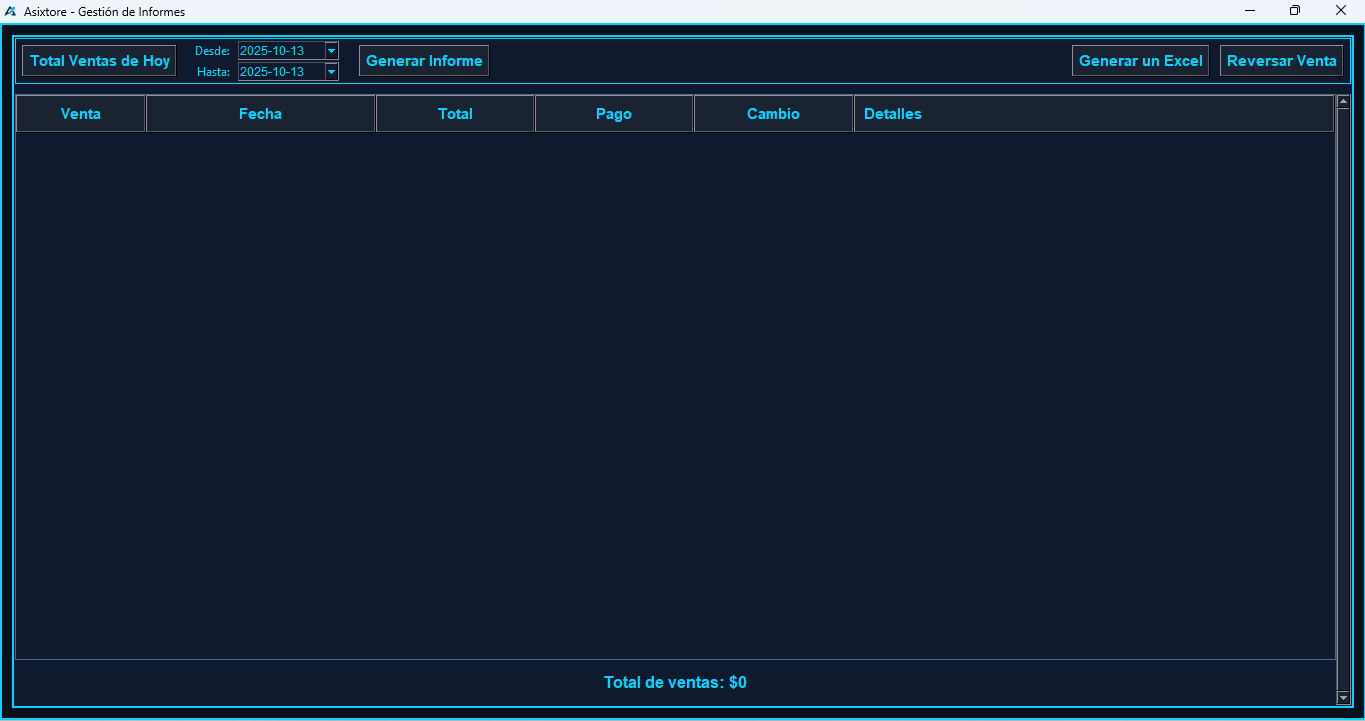 Asixtore - Gestión de Informes
Total Ventas de Hoy
Desde: 2025-10-13
Hasta: 2025-10-13
Generar Informe
Generar un Excel
Reversar Venta
Venta Fecha Total Pago Cambio Detalles
Total de ventas: $0